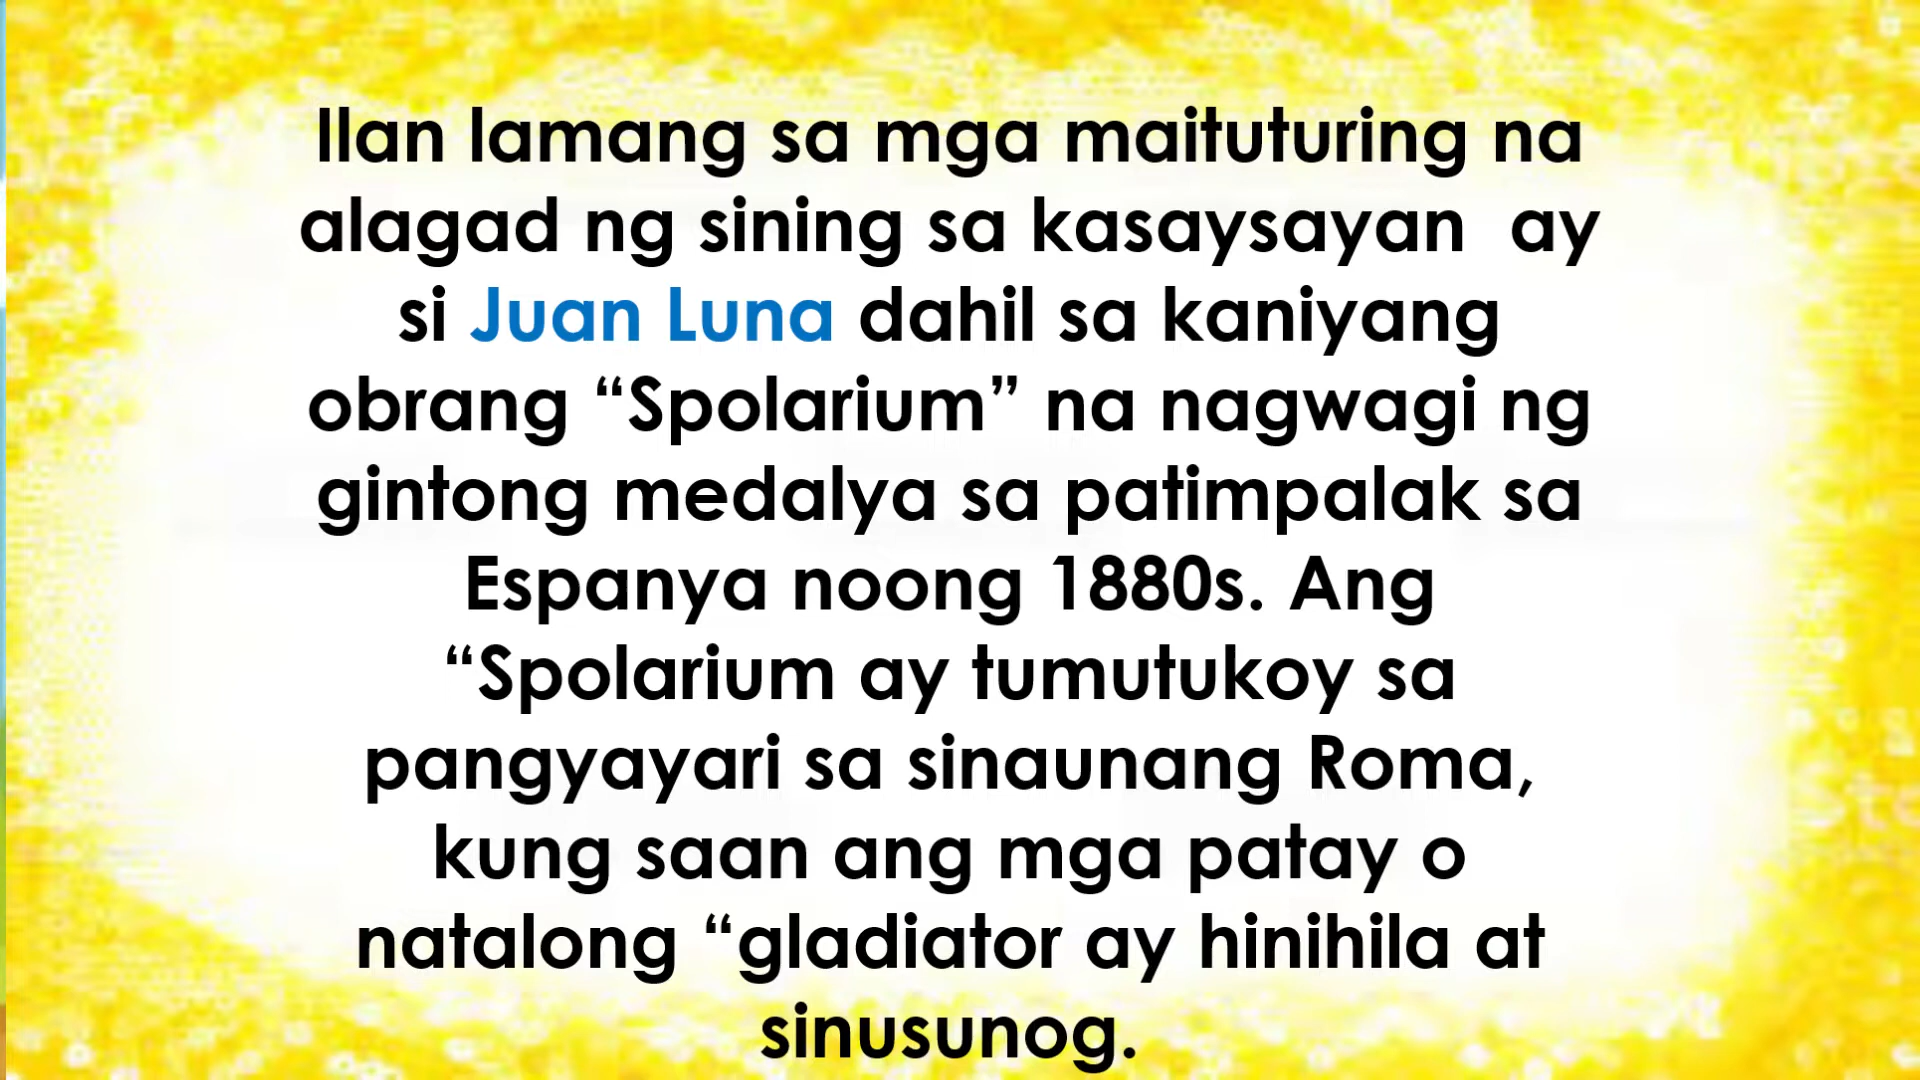 Ilan lamang sa mga maituturing na
alagad ng sining sa kasaysayan  ay
si Juan Luna dahil sa kaniyang
obrang “Spolarium” na nagwagi ng
gintong medalya sa patimpalak sa
Espanya noong 1880s. Ang
“Spolarium ay tumutukoy sa
pangyayari sa sinaunang Roma,
kung saan ang mga patay o
natalong “gladiator ay hinihila at
sinusunog.